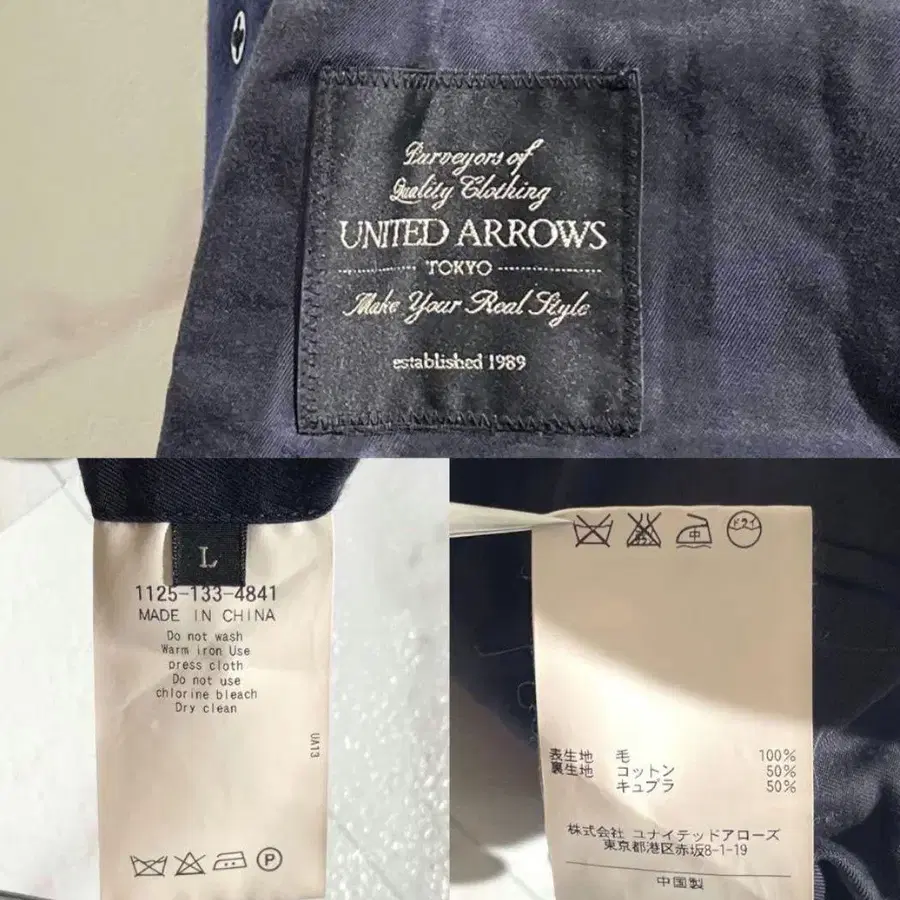 Purveyors of
Quality Clothing
UNITED ARROWS
TOKYO
Make Your Real Style
established 1989
L
1125-133-4841
MADE IN CHINA
Do not wash
Warm iron Use
press cloth
Do not use
chlorine bleach
Dry clean
UA13
P
中
ドライ
表生地 毛 100%
裏生地 コットン 50%
キュプラ 50%
株式会社 ユナイテッドアローズ
東京都港区赤坂8-1-19
中国製